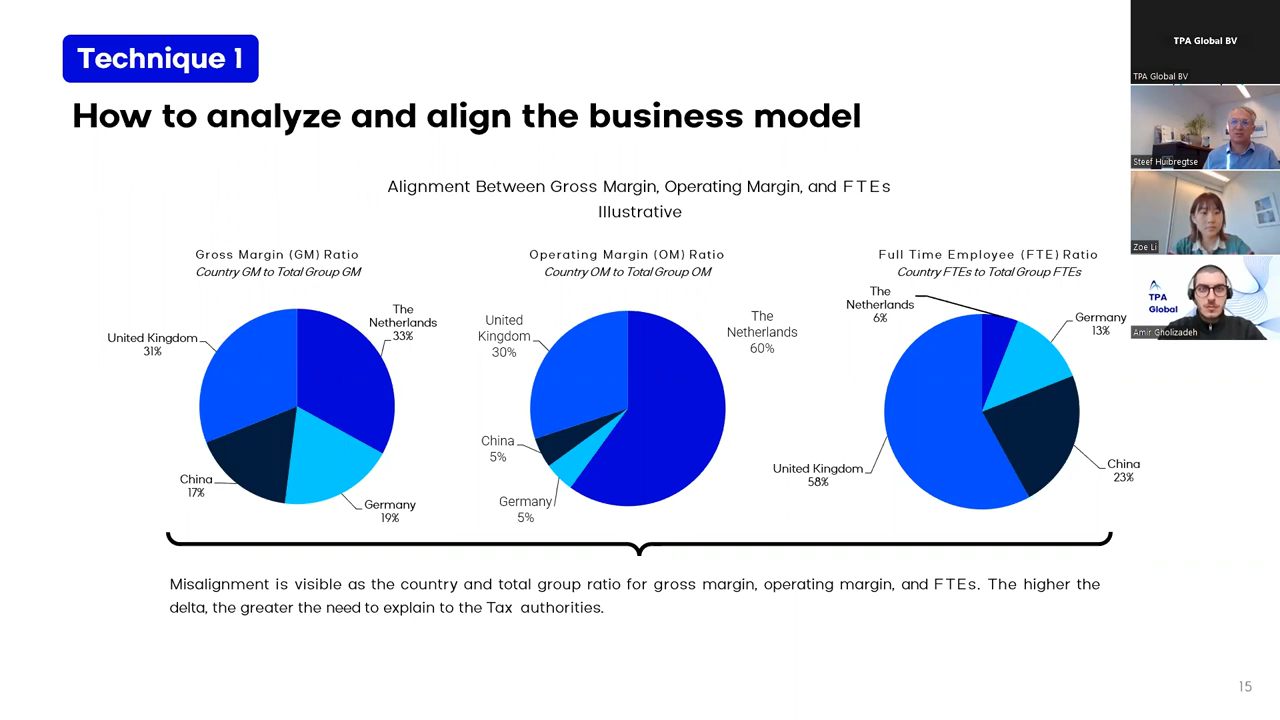 Technique 1
How to analyze and align the business model
Alignment Between Gross Margin, Operating Margin, and FTEs
Illustrative
Gross Margin (GM) Ratio
Country GM to Total Group GM
The
Netherlands
33%
United Kingdom
31%
China
17%
Germany
19%
Operating Margin (OM) Ratio
Country OM to Total Group OM
United
Kingdom
30%
The
Netherlands
60%
China
5%
Germany
5%
Full Time Employee (FTE) Ratio
Country FTEs to Total Group FTEs
The
Netherlands
6%
Germany
13%
United Kingdom
58%
China
23%
Misalignment is visible as the country and total group ratio for gross margin, operating margin, and FTEs. The higher the
delta, the greater the need to explain to the Tax authorities.
15
TPA Global BV
TPA Global BV
Steef Huibregtse
Zoe Li
TPA
Global
Amir Gholizadeh